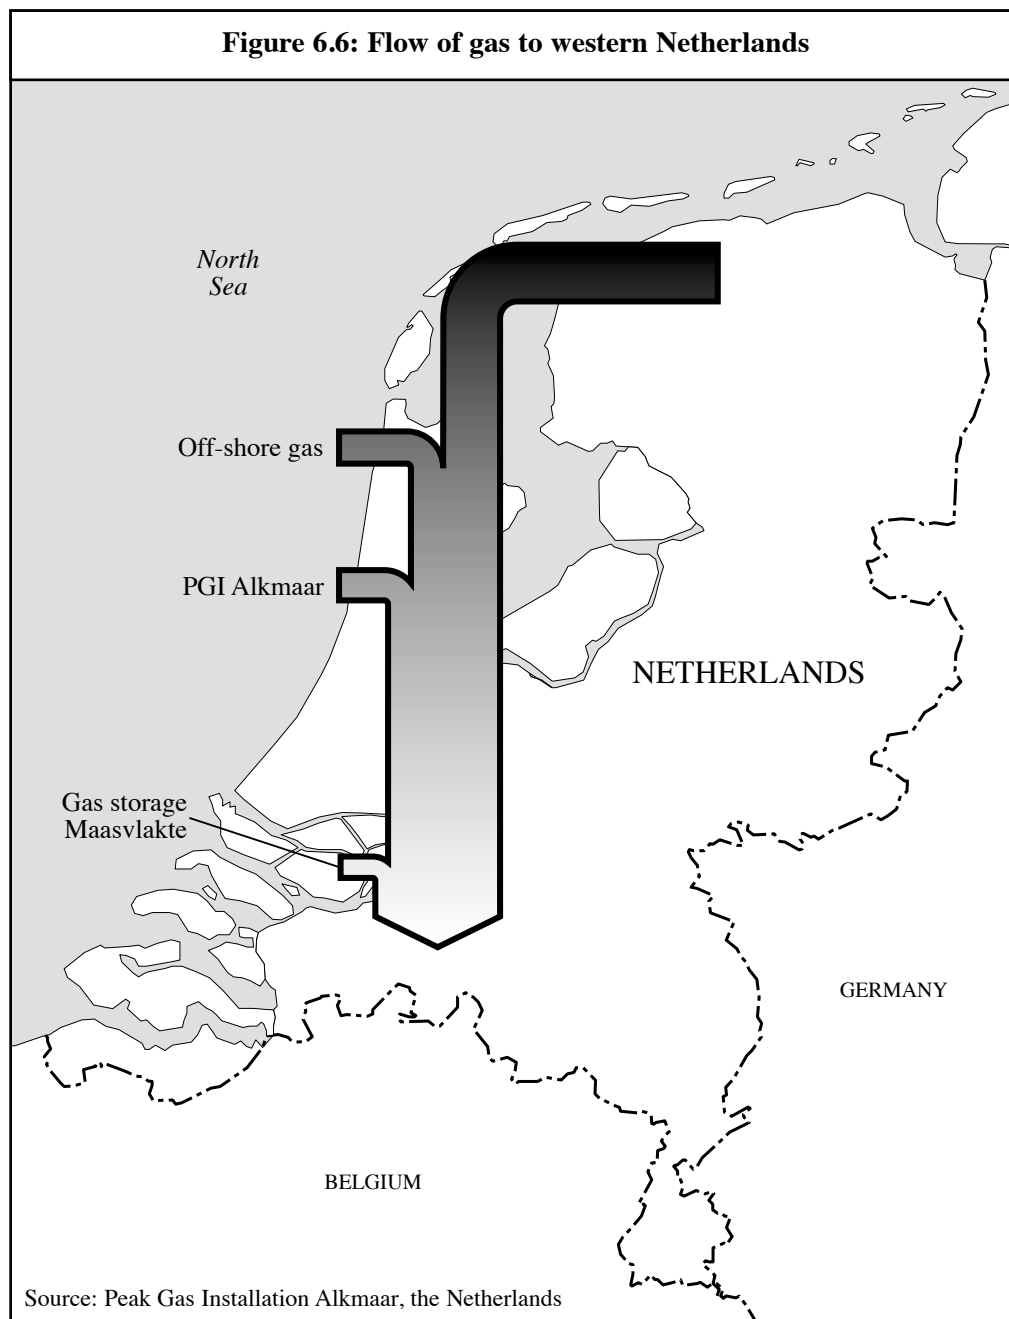 Figure 6.6: Flow of gas to western Netherlands
North
Sea
Off-shore gas
PGI Alkmaar
NETHERLANDS
Gas storage
Maasvlakte
GERMANY
BELGIUM
Source: Peak Gas Installation Alkmaar, the Netherlands